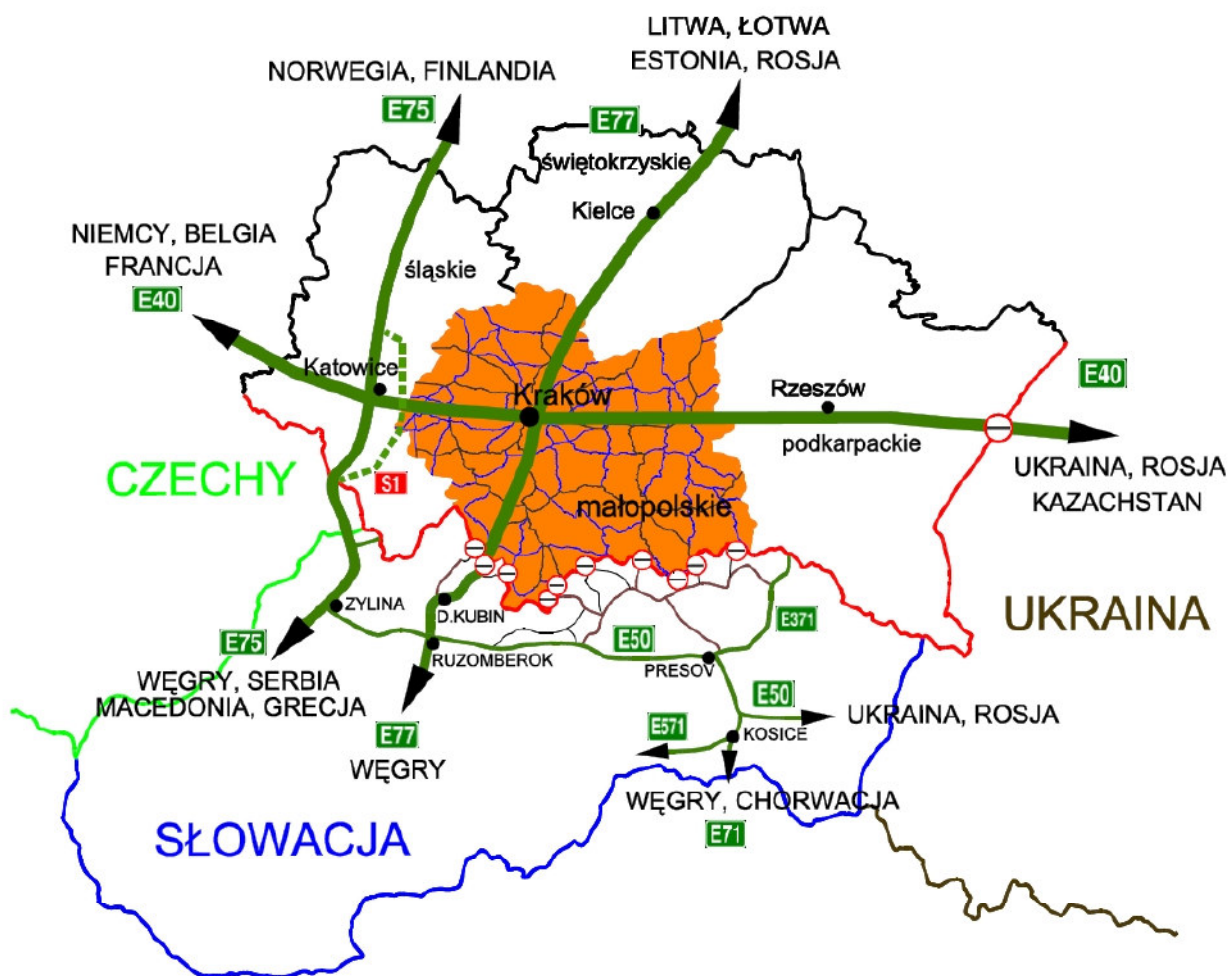 LITWA, ŁOTWA
ESTONIA, ROSJA
NORWEGIA, FINLANDIA
E75
E77
świętokrzyskie
Kielce
NIEMCY, BELGIA
FRANCJA
E40
śląskie
Katowice
Kraków
Rzeszów
E40
podkarpackie
UKRAINA, ROSJA
KAZACHSTAN
CZECHY
S1
małopolskie
ZYLINA
D.KUBIN
UKRAINA
E371
E75
RUZOMBEROK
E50
PRESOV
WĘGRY, SERBIA
MACEDONIA, GRECJA
E50
UKRAINA, ROSJA
E77
E571
KOSICE
WĘGRY
WĘGRY, CHORWACJA
E71
SŁOWACJA